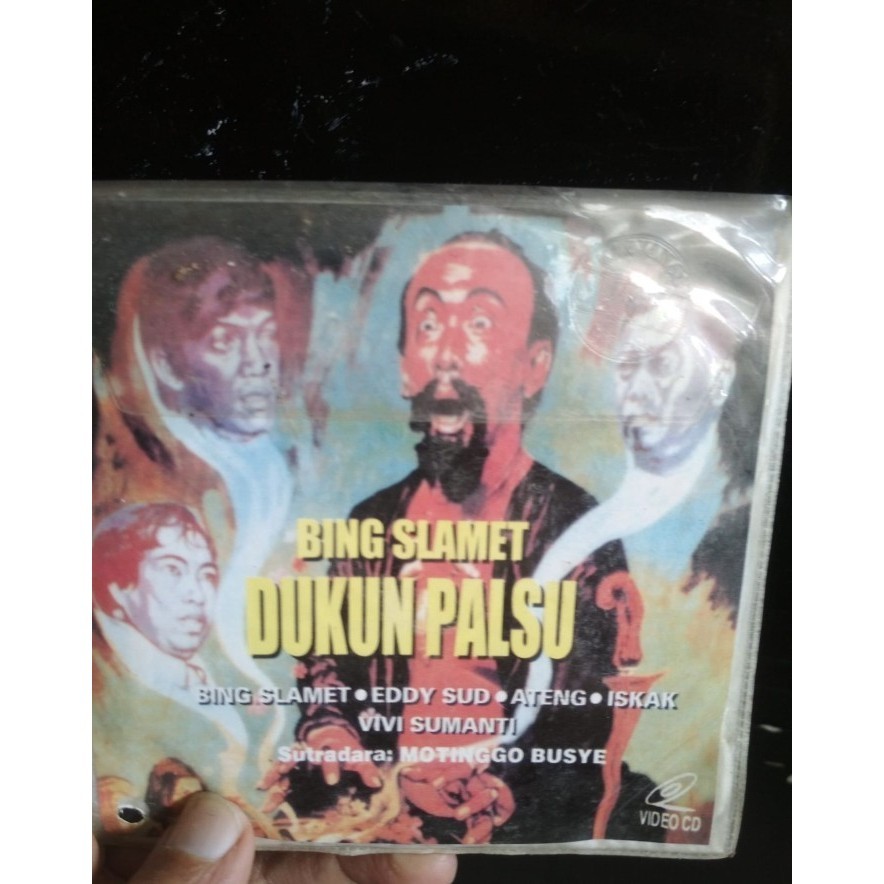 BING SLAMET
DUKUN PALSU
BING SLAMET • EDDY SUD • ATENG • ISKAK
VIVI SUMANTI
Sutradara: MOTINGGO BUSYE
VIDEO CD